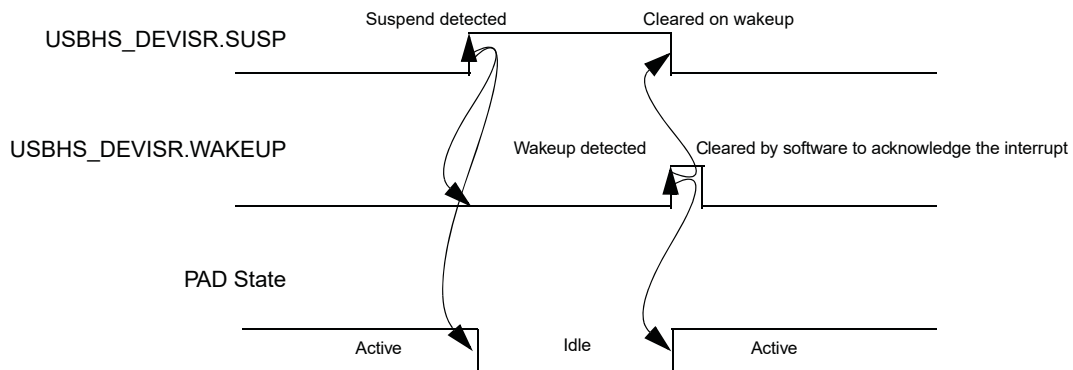 Suspend detected
Cleared on wakeup
USBHS_DEVISR.SUSP
USBHS_DEVISR.WAKEUP
Wakeup detected
Cleared by software to acknowledge the interrupt
PAD State
Active
Idle
Active